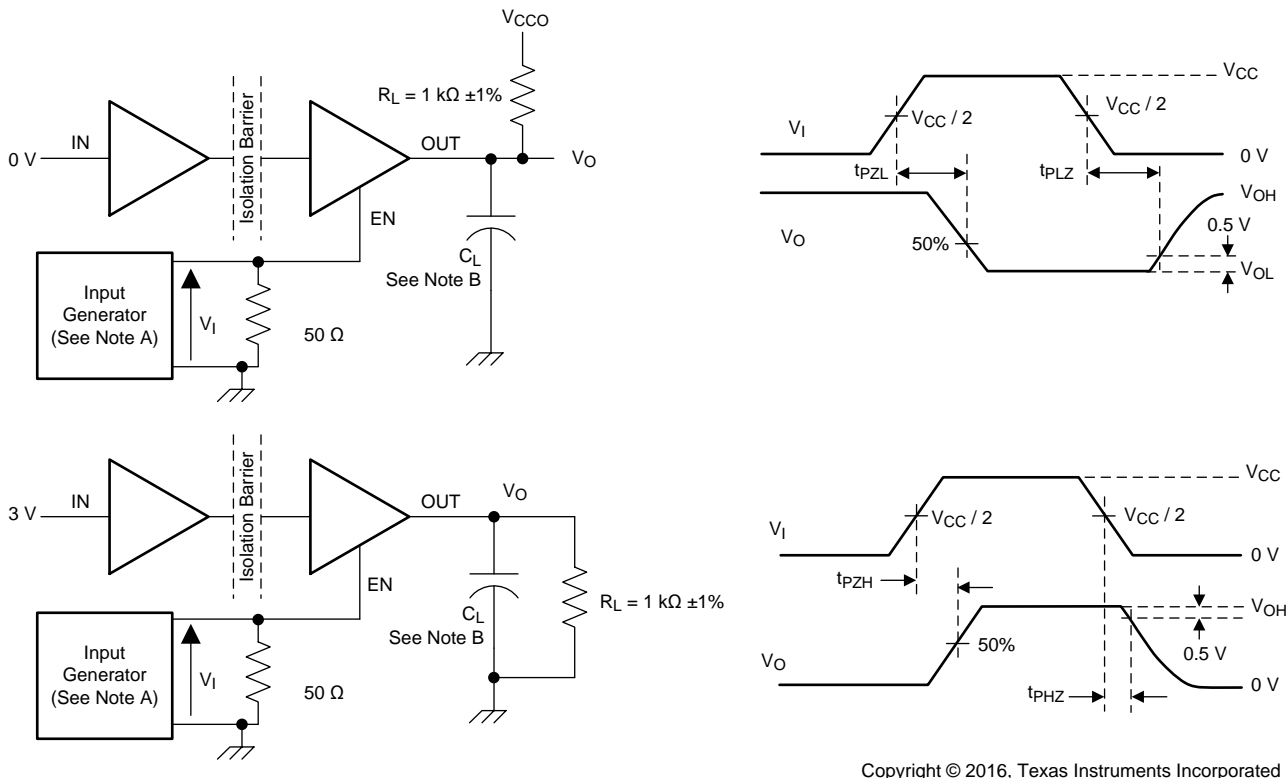 VCCO
RL = 1 kΩ ±1%
IN
Isolation Barrier
OUT
0 V
VO
EN
CL
See Note B
Input
Generator
(See Note A)
VI
50 Ω
VCC
VCC / 2
VCC / 2
VI
0 V
tPZL
tPLZ
VOH
0.5 V
VO
50%
VOL
IN
Isolation Barrier
OUT
VO
3 V
EN
CL
See Note B
RL = 1 kΩ ±1%
Input
Generator
(See Note A)
VI
50 Ω
VCC
VCC / 2
VCC / 2
VI
0 V
tPZH
VOH
50%
0.5 V
VO
0 V
tPHZ
Copyright © 2016, Texas Instruments Incorporated